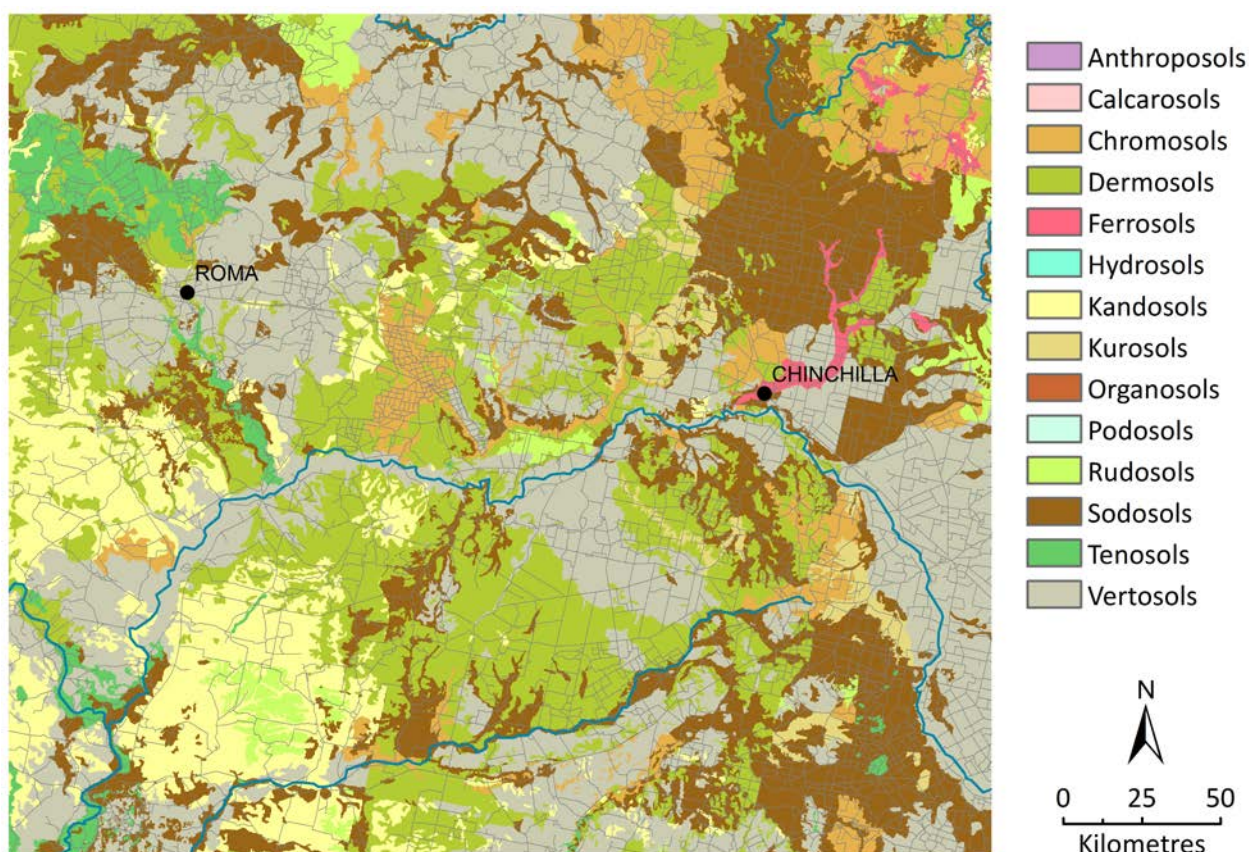 ROMA
CHINCHILLA
Anthroposols
Calcarosols
Chromosols
Dermosols
Ferrosols
Hydrosols
Kandosols
Kurosols
Organosols
Podosols
Rudosols
Sodosols
Tenosols
Vertosols
N
0 25 50
Kilometres